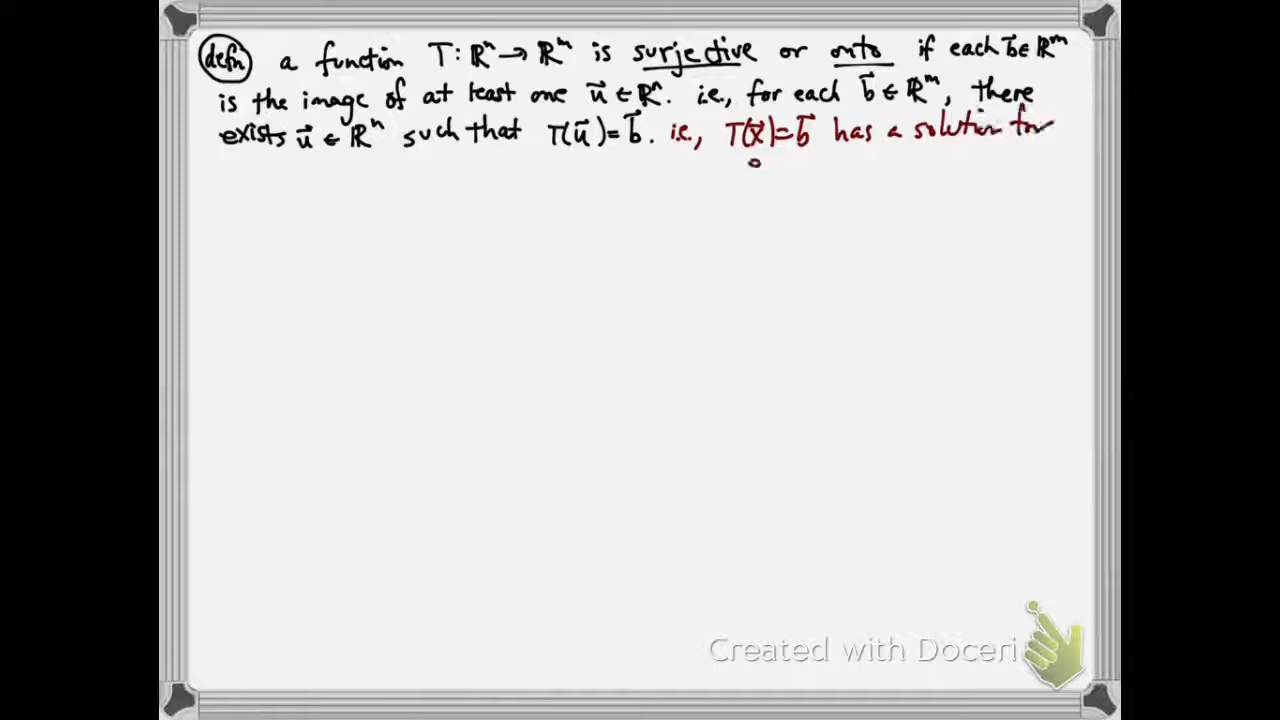 defn a function T: ℝⁿ → ℝᵐ is surjective or onto if each b⃗ ∈ ℝᵐ
is the image of at least one u⃗ ∈ ℝⁿ. i.e., for each b⃗ ∈ ℝᵐ, there
exists u⃗ ∈ ℝⁿ such that T(u⃗) = b⃗. i.e., T(x⃗) = b⃗ has a solution for
Created with Doceri